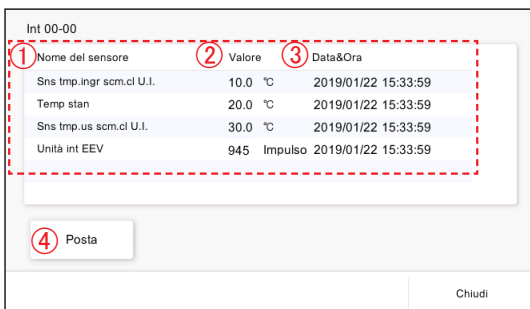 Int 00-00
① Nome del sensore ② Valore ③ Data&Ora
Sns tmp.ingr scm.cl U.I. 10.0 ℃ 2019/01/22 15:33:59
Temp stan 20.0 ℃ 2019/01/22 15:33:59
Sns tmp.us scm.cl U.I. 30.0 ℃ 2019/01/22 15:33:59
Unità int EEV 945 Impulso 2019/01/22 15:33:59
④ Posta
Chiudi